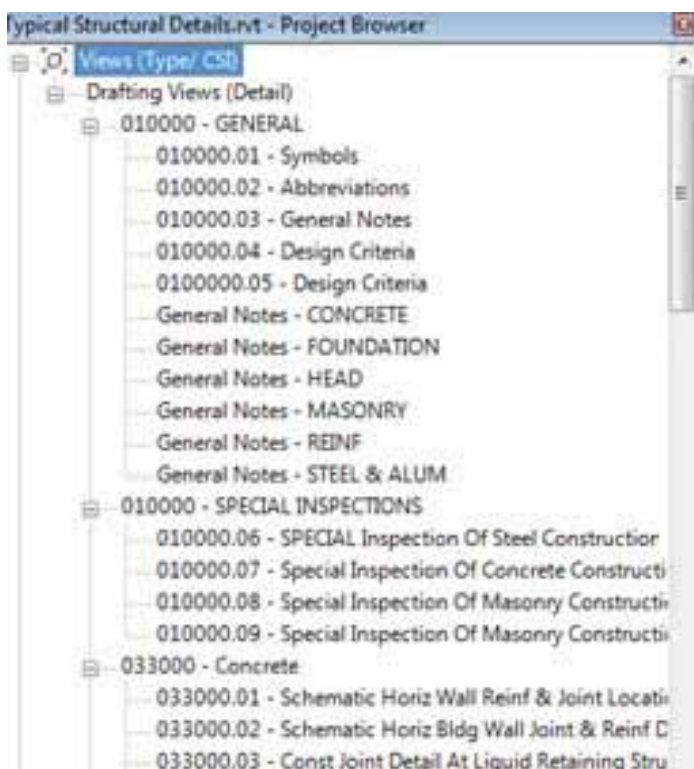 ypical Structural Details.rvt - Project Browser
Views (Type/ CSI)
Drafting Views (Detail)
010000 - GENERAL
010000.01 - Symbols
010000.02 - Abbreviations
010000.03 - General Notes
010000.04 - Design Criteria
0100000.05 - Design Criteria
General Notes - CONCRETE
General Notes - FOUNDATION
General Notes - HEAD
General Notes - MASONRY
General Notes - REINF
General Notes - STEEL & ALUM
010000 - SPECIAL INSPECTIONS
010000.06 - SPECIAL Inspection Of Steel Construction
010000.07 - Special Inspection Of Concrete Constructi
010000.08 - Special Inspection Of Masonry Constructi
010000.09 - Special Inspection Of Masonry Constructi
033000 - Concrete
033000.01 - Schematic Horiz Wall Reinf & Joint Locati
033000.02 - Schematic Horiz Bldg Wall Joint & Reinf D
033000.03 - Const Joint Detail At Liquid Retaining Stru